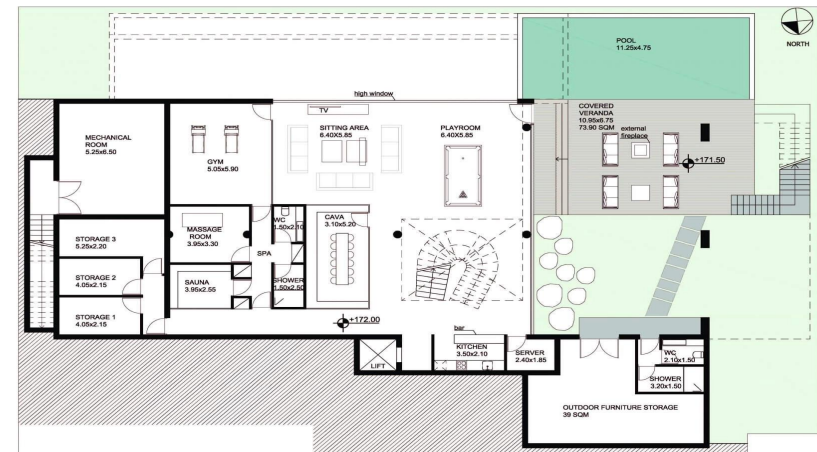 POOL
11.25x4.75
NORTH
high window
TV
MECHANICAL
ROOM
5.25x6.50
GYM
5.05x5.90
SITTING AREA
6.40X5.85
PLAYROOM
6.40X5.85
COVERED
VERANDA
10.95x6.75
73.90 SQM
external
fireplace
+171.50
STORAGE 3
5.25x2.20
STORAGE 2
4.05x2.15
STORAGE 1
4.05x2.15
MASSAGE
ROOM
3.95x3.30
SAUNA
3.95x2.55
SPA
WC
1.50x2.10
SHOWER
1.50x2.50
CAVA
3.10x5.20
+172.00
LIFT
bar
KITCHEN
3.50x2.10
SERVER
2.40x1.85
WC
2.10x1.50
SHOWER
3.20x1.50
OUTDOOR FURNITURE STORAGE
39 SQM